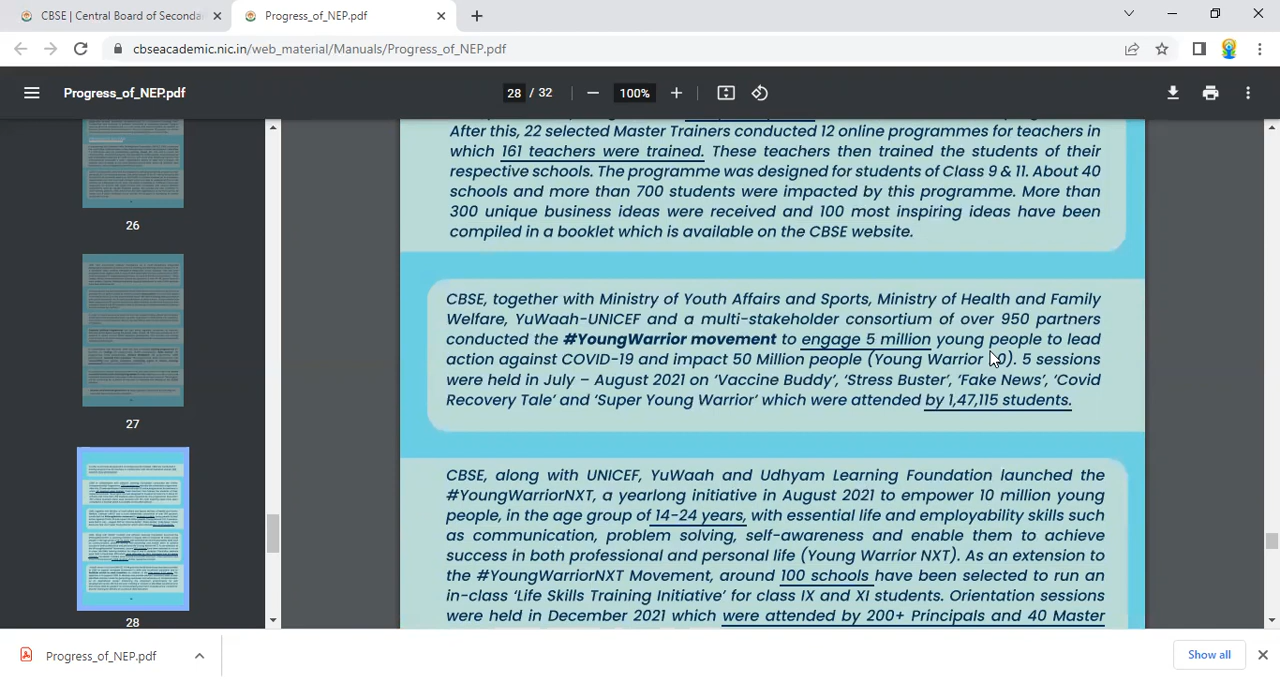 CBSE | Central Board of Seconda
Progress_of_NEP.pdf
cbseacademic.nic.in/web_material/Manuals/Progress_of_NEP.pdf
Progress_of_NEP.pdf
28 / 32
100%
26
27
28
After this, 22 selected Master Trainers conducted 12 online programmes for teachers in
which 161 teachers were trained. These teachers then trained the students of their
respective schools. The programme was designed for students of Class 9 & 11. About 40
schools and more than 700 students were impacted by this programme. More than
300 unique business ideas were received and 100 most inspiring ideas have been
compiled in a booklet which is available on the CBSE website.
CBSE, together with Ministry of Youth Affairs and Sports, Ministry of Health and Family
Welfare, YuWaah-UNICEF and a multi-stakeholder consortium of over 950 partners
conducted the #YoungWarrior movement to engage 5 million young people to lead
action against COVID-19 and impact 50 Million people (Young Warrior). 5 sessions
were held in July – August 2021 on ‘Vaccine Buddy’, ‘Stress Buster’, ‘Fake News’, ‘Covid
Recovery Tale’ and ‘Super Young Warrior’ which were attended by 1,47,115 students.
CBSE, along with UNICEF, YuWaah and Udhyam Learning Foundation launched the
#YoungWarriorNXT, a yearlong initiative in August 2021 to empower 10 million young
people, in the age group of 14-24 years, with essential life and employability skills such
as communication, problem solving, self-awareness and enable them to achieve
success in both professional and personal life (Young Warrior NXT). As an extension to
the #YoungWarriorNXT Movement, around 100 schools have been selected to run an
in-class ‘Life Skills Training Initiative’ for class IX and XI students. Orientation sessions
were held in December 2021 which were attended by 200+ Principals and 40 Master
Progress_of_NEP.pdf
Show all